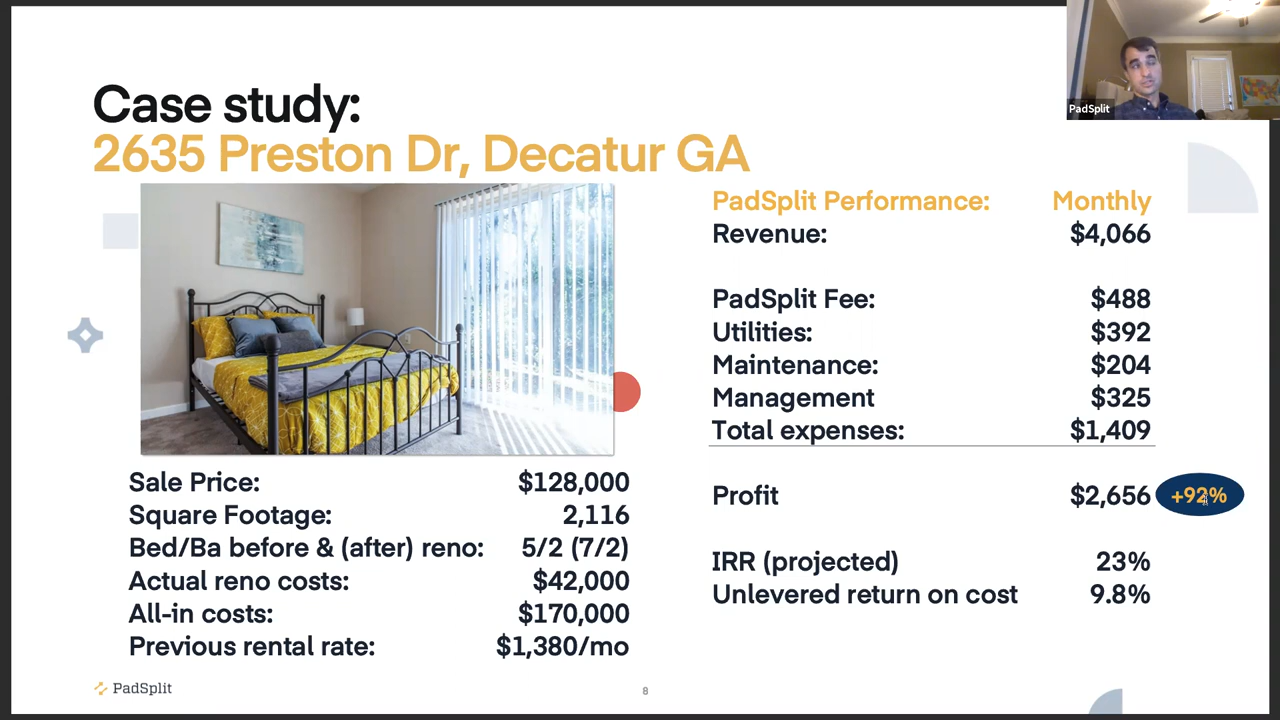 PadSplit
Case study:
2635 Preston Dr, Decatur GA
PadSplit Performance: Monthly
Revenue: $4,066
PadSplit Fee: $488
Utilities: $392
Maintenance: $204
Management $325
Total expenses: $1,409
Profit $2,656 +92%
IRR (projected) 23%
Unlevered return on cost 9.8%
Sale Price: $128,000
Square Footage: 2,116
Bed/Ba before & (after) reno: 5/2 (7/2)
Actual reno costs: $42,000
All-in costs: $170,000
Previous rental rate: $1,380/mo
PadSplit
8